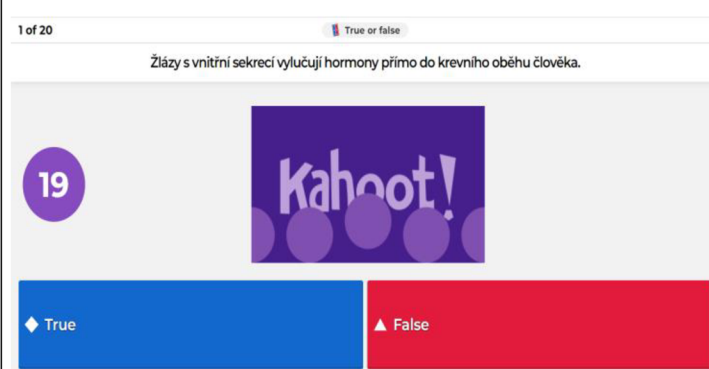 1 of 20
True or false
Žlázy s vnitřní sekrecí vylučují hormony přímo do krevního oběhu člověka.
19
Kahoot!
True
False